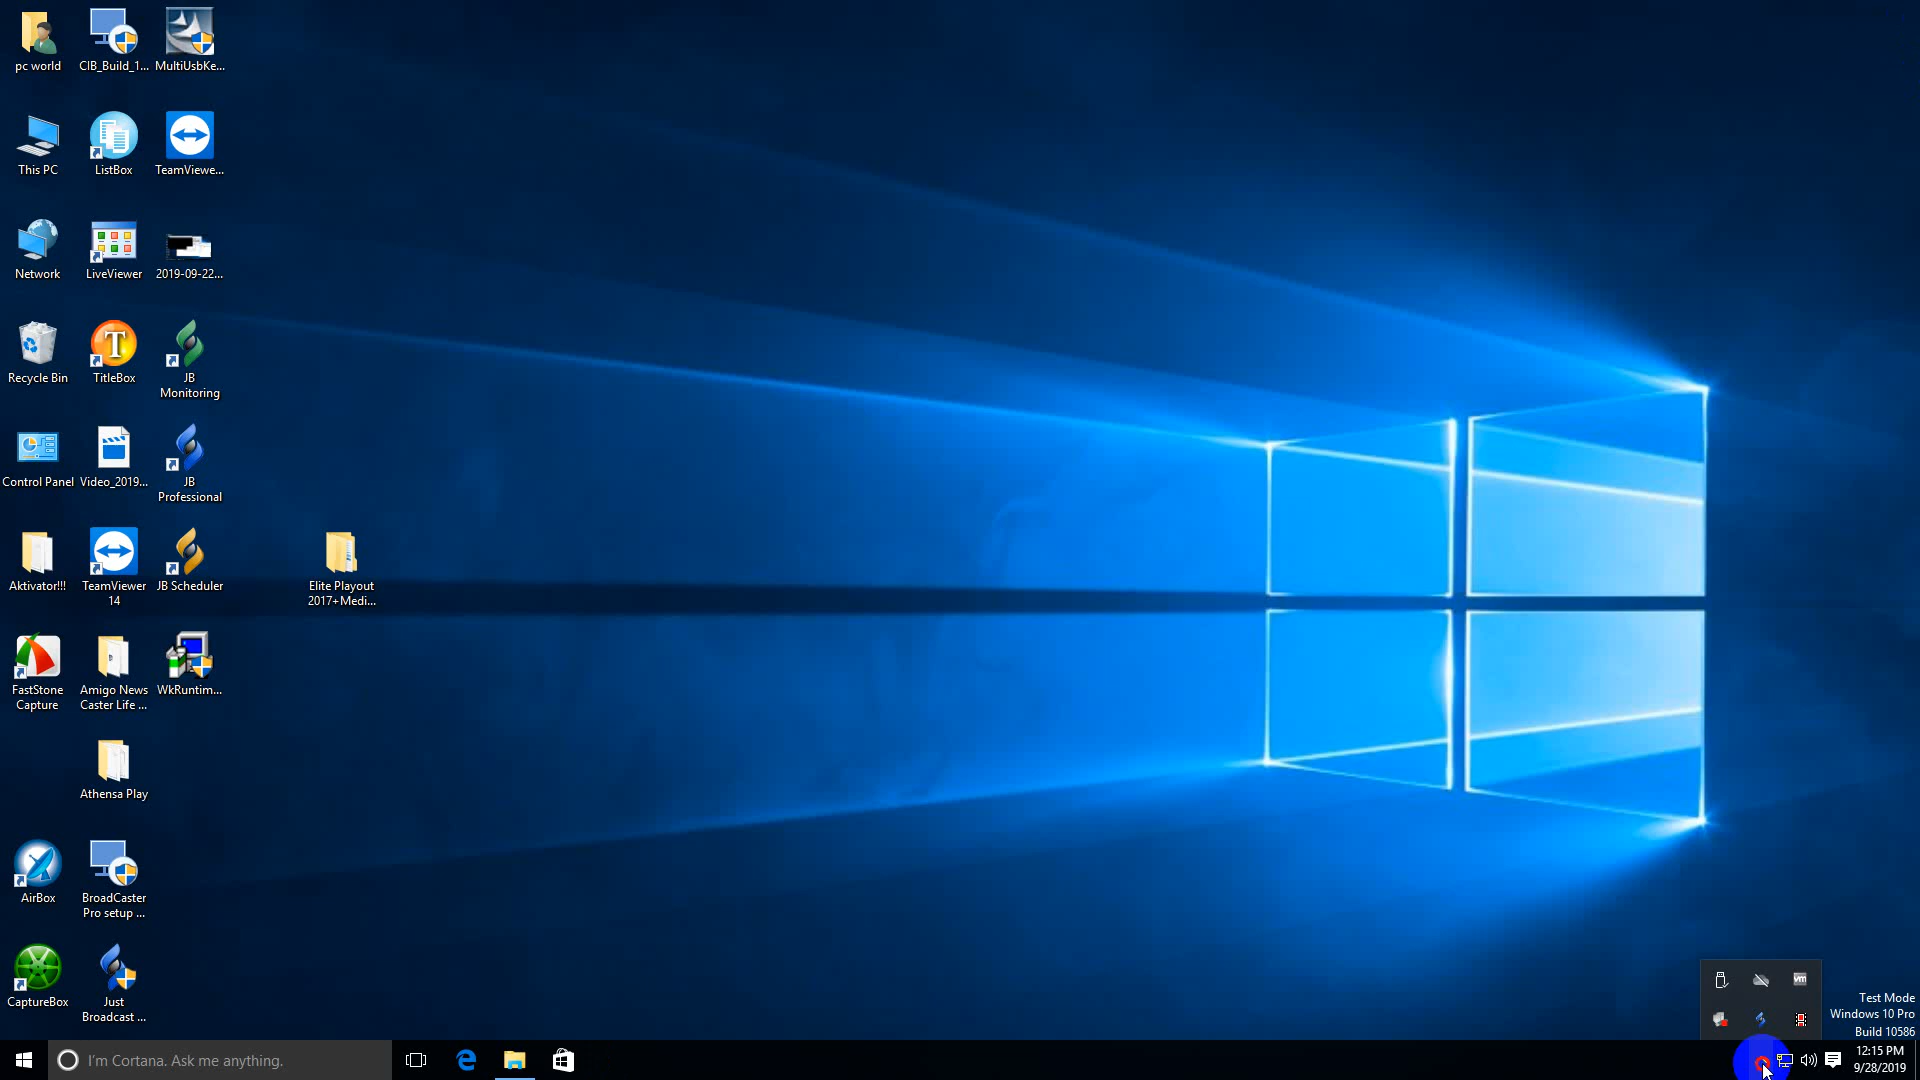 pc world
CIB_Build_1...
MultiUsbKe...
This PC
ListBox
TeamViewe...
Network
LiveViewer
2019-09-22...
Recycle Bin
TitleBox
JB
Monitoring
Control Panel
Video_2019...
JB
Professional
Aktivator!!!
TeamViewer
14
JB Scheduler
Elite Playout
2017+Medi...
FastStone
Capture
Amigo News
Caster Life ...
WkRuntim...
Athensa Play
AirBox
BroadCaster
Pro setup ...
CaptureBox
Just
Broadcast ...
vm
Test Mode
Windows 10 Pro
Build 10586
I'm Cortana. Ask me anything.
12:15 PM
9/28/2019